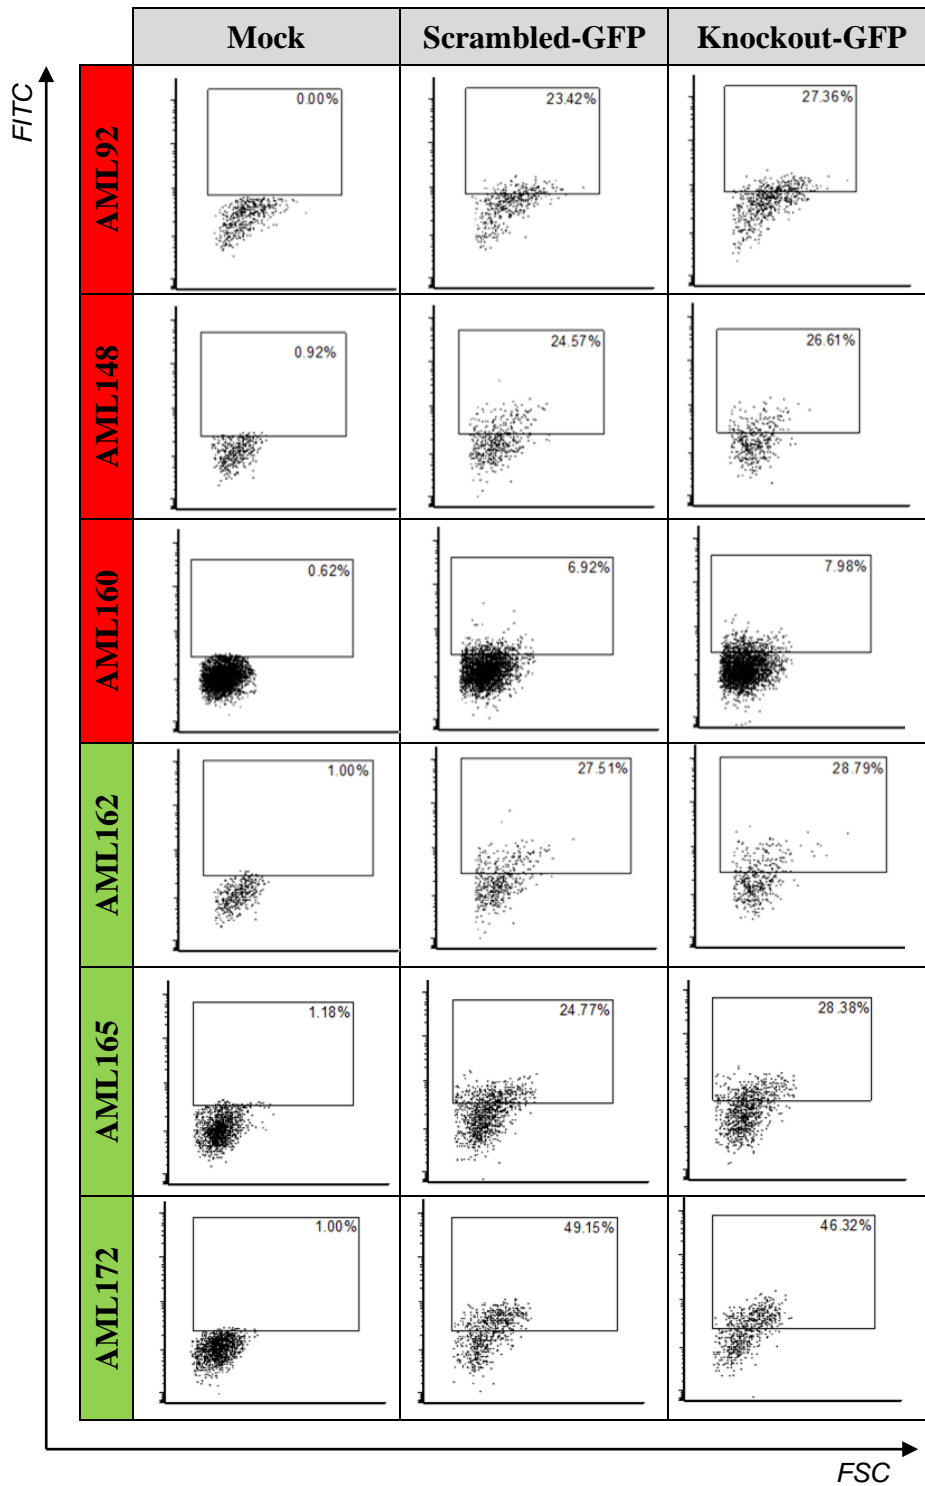 Mock Scrambled-GFP Knockout-GFP
FITC
AML92 0.00% 23.42% 27.36%
AML148 0.92% 24.57% 26.61%
AML160 0.62% 6.92% 7.98%
AML162 1.00% 27.51% 28.79%
AML165 1.18% 24.77% 28.38%
AML172 1.00% 49.15% 46.32%
FSC